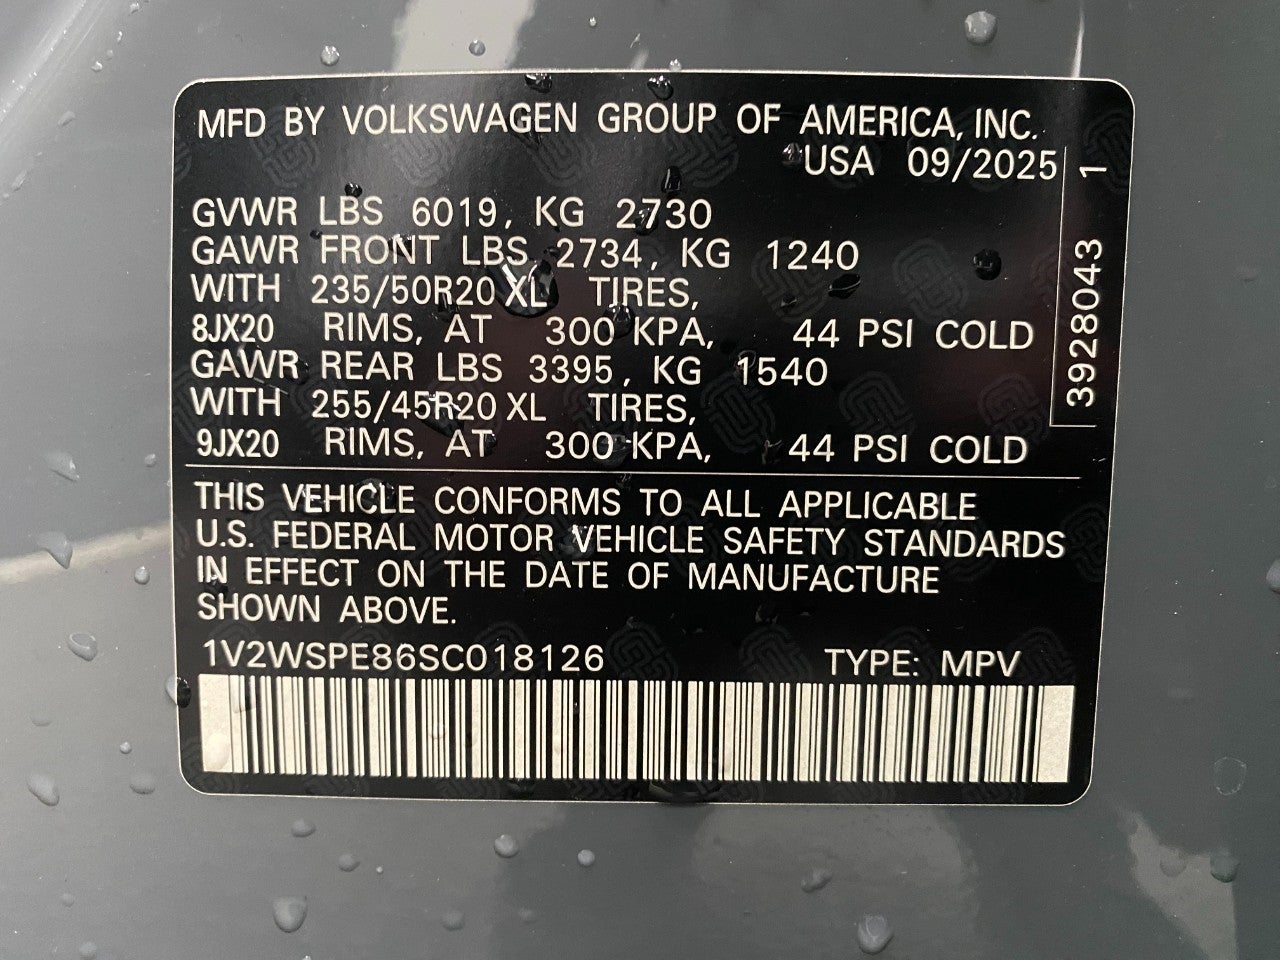 MFD BY VOLKSWAGEN GROUP OF AMERICA, INC.
USA 09/2025
GVWR LBS 6019, KG 2730
GAWR FRONT LBS 2734, KG 1240
WITH 235/50R20 XL TIRES,
8JX20 RIMS, AT 300 KPA, 44 PSI COLD
GAWR REAR LBS 3395, KG 1540
WITH 255/45R20 XL TIRES,
9JX20 RIMS, AT 300 KPA, 44 PSI COLD
3928043 1
THIS VEHICLE CONFORMS TO ALL APPLICABLE
U.S. FEDERAL MOTOR VEHICLE SAFETY STANDARDS
IN EFFECT ON THE DATE OF MANUFACTURE
SHOWN ABOVE.
1V2WSPE86SC018126 TYPE: MPV